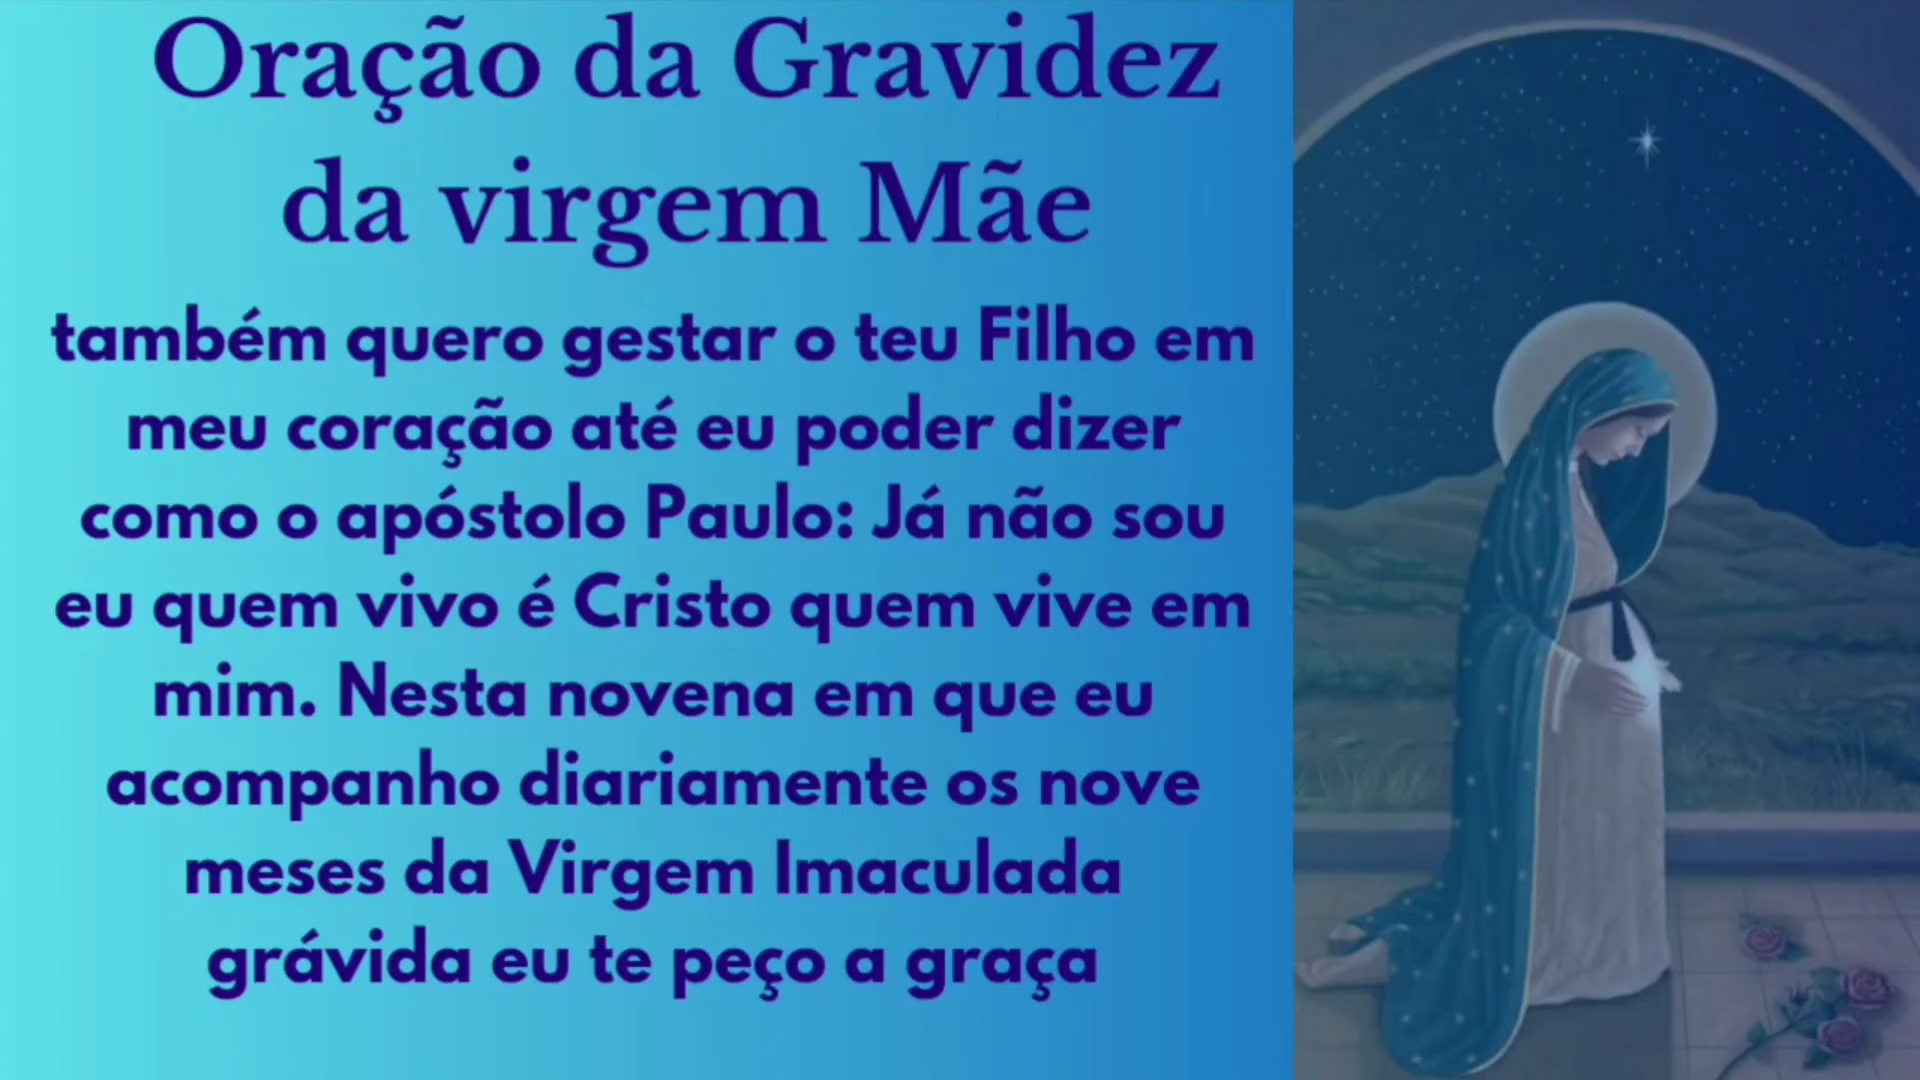 Oração da Gravidez
da virgem Mãe
também quero gestar o teu Filho em
meu coração até eu poder dizer
como o apóstolo Paulo: Já não sou
eu quem vivo é Cristo quem vive em
mim. Nesta novena em que eu
acompanho diariamente os nove
meses da Virgem Imaculada
grávida eu te peço a graça